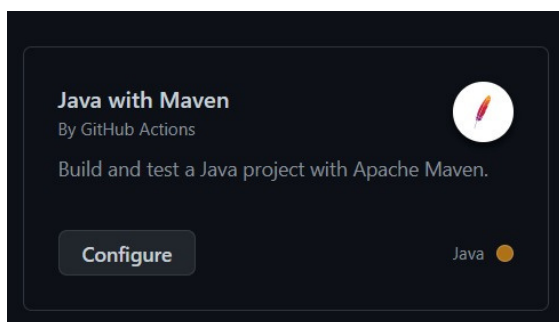 Java with Maven
By GitHub Actions
Build and test a Java project with Apache Maven.
Configure
Java